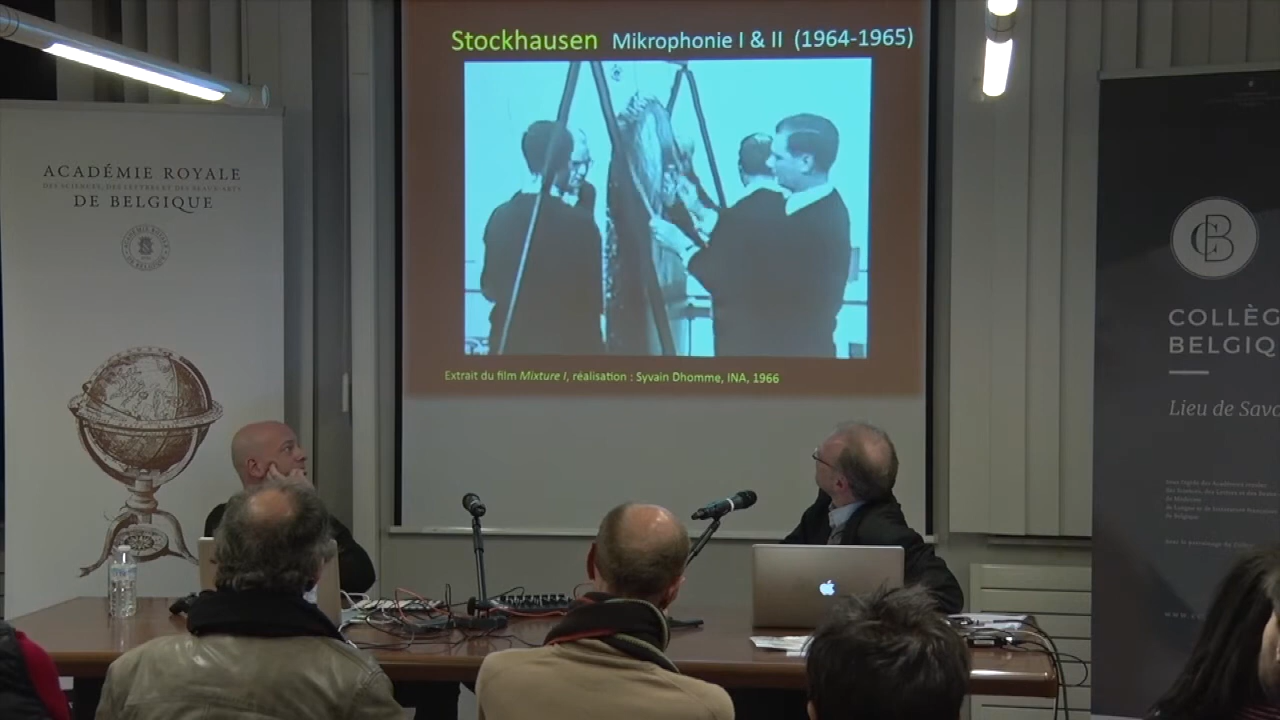 Stockhausen Mikrophonie I & II (1964-1965)
Extrait du film Mixture I, réalisation : Syvain Dhomme, INA, 1966
ACADÉMIE ROYALE
DES SCIENCES, DES LETTRES ET DES BEAUX-ARTS
DE BELGIQUE
CB
COLLÈG
BELGIQ
Lieu de Savo